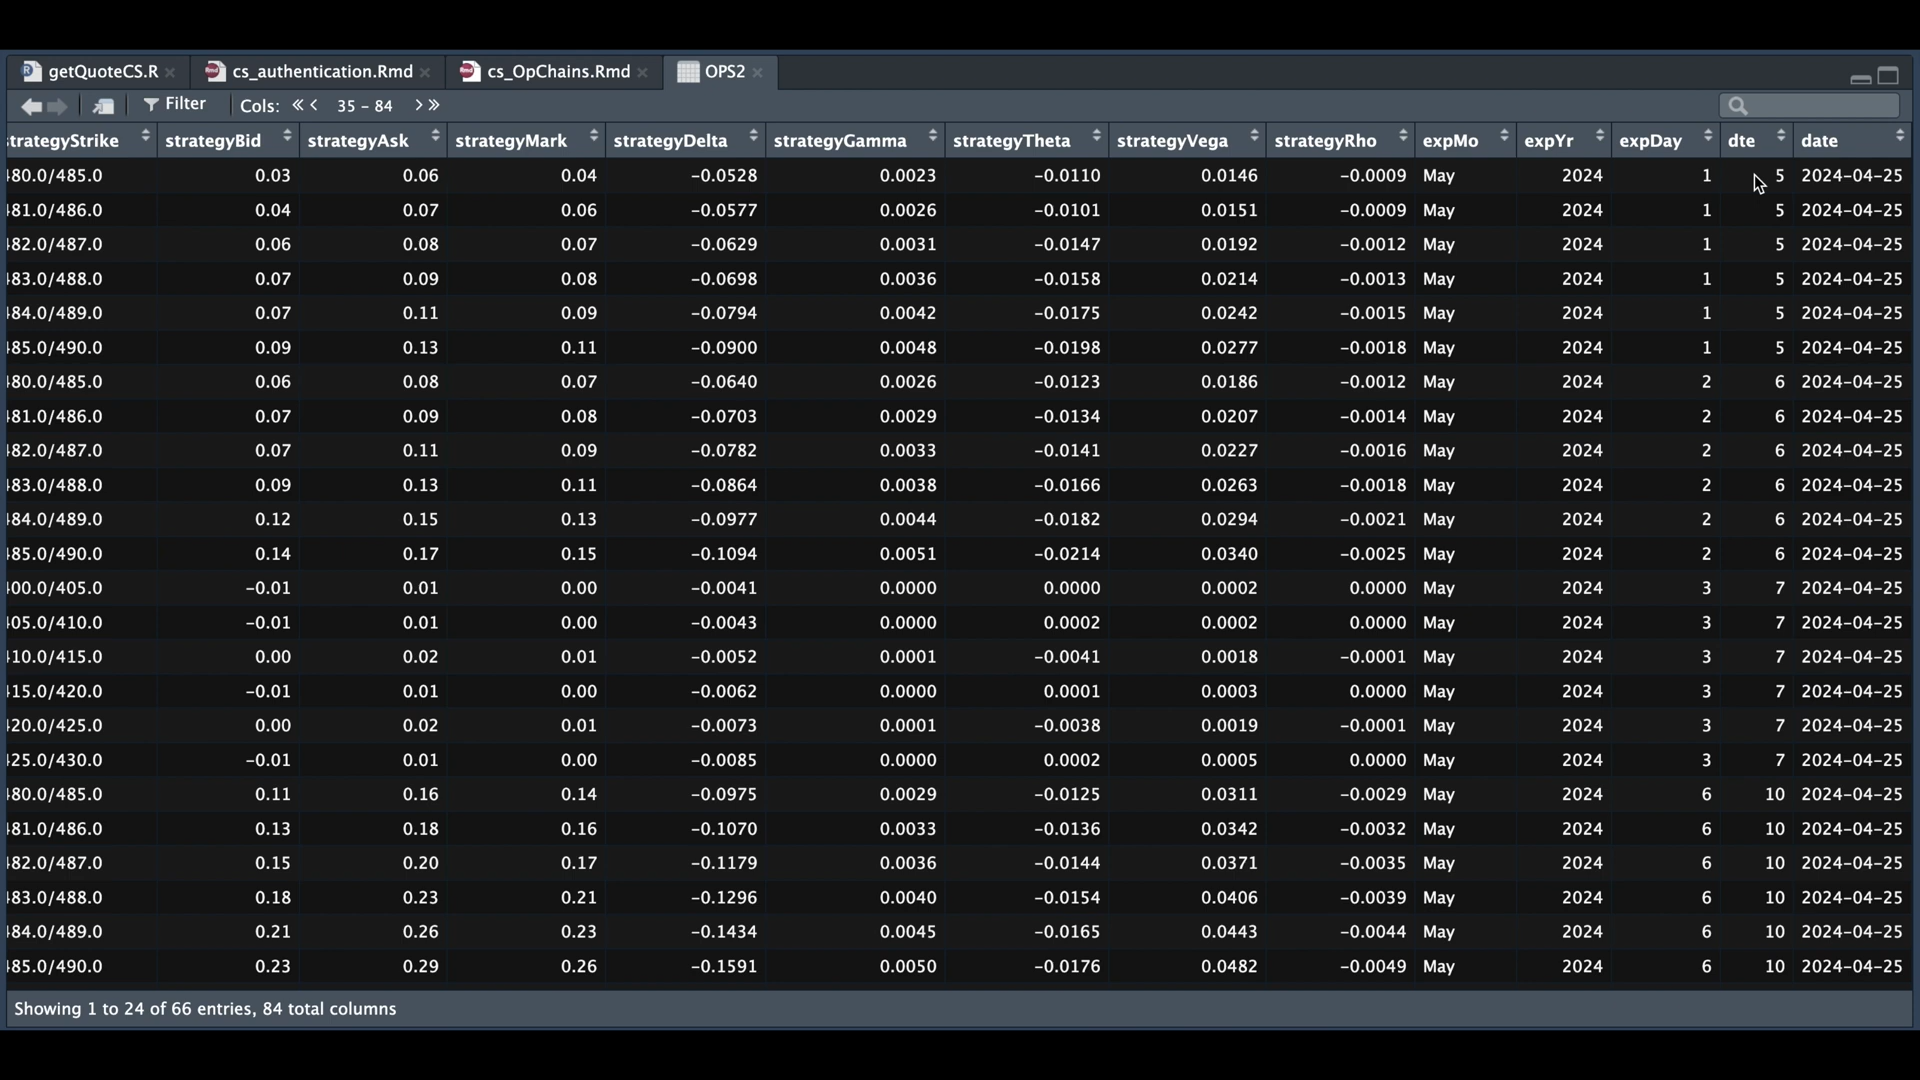 getQuoteCS.R cs_authentication.Rmd cs_OpChains.Rmd OPS2
Filter Cols: 35 – 84
trategyStrike strategyBid strategyAsk strategyMark strategyDelta strategyGamma strategyTheta strategyVega strategyRho expMo expYr expDay dte date
480.0/485.0 0.03 0.06 0.04 −0.0528 0.0023 −0.0110 0.0146 −0.0009 May 2024 1 5 2024-04-25
481.0/486.0 0.04 0.07 0.06 −0.0577 0.0026 −0.0101 0.0151 −0.0009 May 2024 1 5 2024-04-25
482.0/487.0 0.06 0.08 0.07 −0.0629 0.0031 −0.0147 0.0192 −0.0012 May 2024 1 5 2024-04-25
483.0/488.0 0.07 0.09 0.08 −0.0698 0.0036 −0.0158 0.0214 −0.0013 May 2024 1 5 2024-04-25
484.0/489.0 0.07 0.11 0.09 −0.0794 0.0042 −0.0175 0.0242 −0.0015 May 2024 1 5 2024-04-25
485.0/490.0 0.09 0.13 0.11 −0.0900 0.0048 −0.0198 0.0277 −0.0018 May 2024 1 5 2024-04-25
480.0/485.0 0.06 0.08 0.07 −0.0640 0.0026 −0.0123 0.0186 −0.0012 May 2024 2 6 2024-04-25
481.0/486.0 0.07 0.09 0.08 −0.0703 0.0029 −0.0134 0.0207 −0.0014 May 2024 2 6 2024-04-25
482.0/487.0 0.07 0.11 0.09 −0.0782 0.0033 −0.0141 0.0227 −0.0016 May 2024 2 6 2024-04-25
483.0/488.0 0.09 0.13 0.11 −0.0864 0.0038 −0.0166 0.0263 −0.0018 May 2024 2 6 2024-04-25
484.0/489.0 0.12 0.15 0.13 −0.0977 0.0044 −0.0182 0.0294 −0.0021 May 2024 2 6 2024-04-25
485.0/490.0 0.14 0.17 0.15 −0.1094 0.0051 −0.0214 0.0340 −0.0025 May 2024 2 6 2024-04-25
400.0/405.0 −0.01 0.01 0.00 −0.0041 0.0000 0.0000 0.0002 0.0000 May 2024 3 7 2024-04-25
405.0/410.0 −0.01 0.01 0.00 −0.0043 0.0000 0.0002 0.0002 0.0000 May 2024 3 7 2024-04-25
410.0/415.0 0.00 0.02 0.01 −0.0052 0.0001 −0.0041 0.0018 −0.0001 May 2024 3 7 2024-04-25
415.0/420.0 −0.01 0.01 0.00 −0.0062 0.0000 0.0001 0.0003 0.0000 May 2024 3 7 2024-04-25
420.0/425.0 0.00 0.02 0.01 −0.0073 0.0001 −0.0038 0.0019 −0.0001 May 2024 3 7 2024-04-25
425.0/430.0 −0.01 0.01 0.00 −0.0085 0.0000 0.0002 0.0005 0.0000 May 2024 3 7 2024-04-25
480.0/485.0 0.11 0.16 0.14 −0.0975 0.0029 −0.0125 0.0311 −0.0029 May 2024 6 10 2024-04-25
481.0/486.0 0.13 0.18 0.16 −0.1070 0.0033 −0.0136 0.0342 −0.0032 May 2024 6 10 2024-04-25
482.0/487.0 0.15 0.20 0.17 −0.1179 0.0036 −0.0144 0.0371 −0.0035 May 2024 6 10 2024-04-25
483.0/488.0 0.18 0.23 0.21 −0.1296 0.0040 −0.0154 0.0406 −0.0039 May 2024 6 10 2024-04-25
484.0/489.0 0.21 0.26 0.23 −0.1434 0.0045 −0.0165 0.0443 −0.0044 May 2024 6 10 2024-04-25
485.0/490.0 0.23 0.29 0.26 −0.1591 0.0050 −0.0176 0.0482 −0.0049 May 2024 6 10 2024-04-25
Showing 1 to 24 of 66 entries, 84 total columns